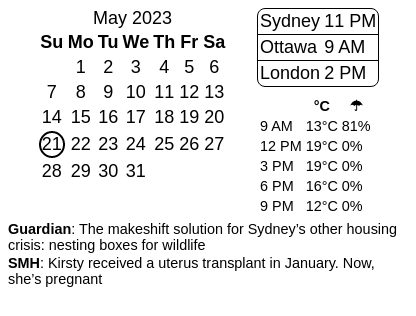 May 2023
Su Mo Tu We Th Fr Sa
1 2 3 4 5 6
7 8 9 10 11 12 13
14 15 16 17 18 19 20
21 22 23 24 25 26 27
28 29 30 31
Sydney 11 PM
Ottawa 9 AM
London 2 PM
°C ☂
9 AM 13°C 81%
12 PM 19°C 0%
3 PM 19°C 0%
6 PM 16°C 0%
9 PM 12°C 0%
Guardian: The makeshift solution for Sydney’s other housing
crisis: nesting boxes for wildlife
SMH: Kirsty received a uterus transplant in January. Now,
she’s pregnant